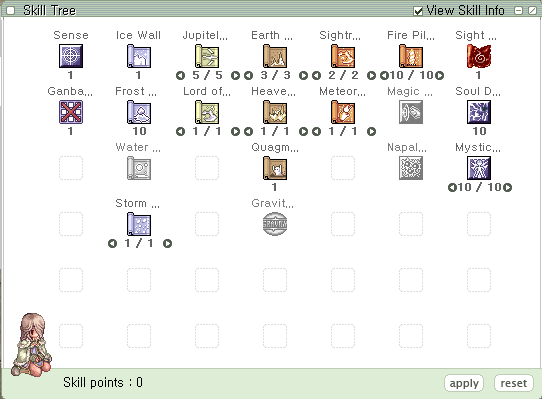 Skill Tree
View Skill Info
Sense Ice Wall Jupitel... Earth ... Sightr... Fire Pil... Sight ...
1 1 5 / 5 3 / 3 2 / 2 10 / 10 1
Ganba... Frost ... Lord of... Heave... Meteor... Magic ... Soul D...
1 10 1 / 1 1 / 1 1 / 1 10
Water ... Quagm... Napal... Mystic...
1 10 / 10
Storm ... Gravit...
1 / 1
Skill points : 0
apply reset